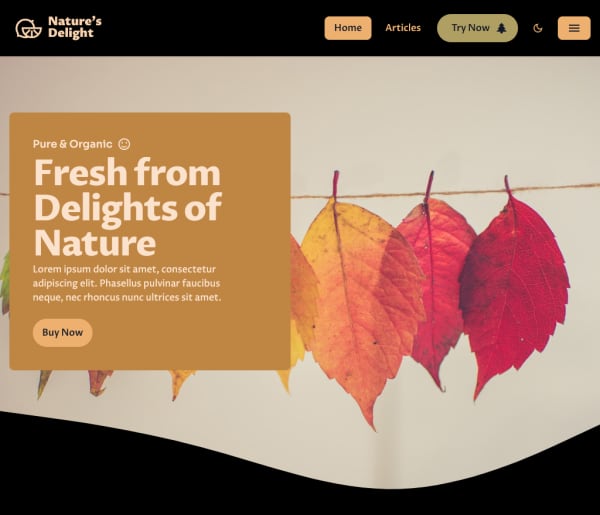 Nature's
Delight
Home
Articles
Try Now
Pure & Organic
Fresh from
Delights of
Nature
Lorem ipsum dolor sit amet, consectetur
adipiscing elit. Phasellus pulvinar faucibus
neque, nec rhoncus nunc ultrices sit amet.
Buy Now